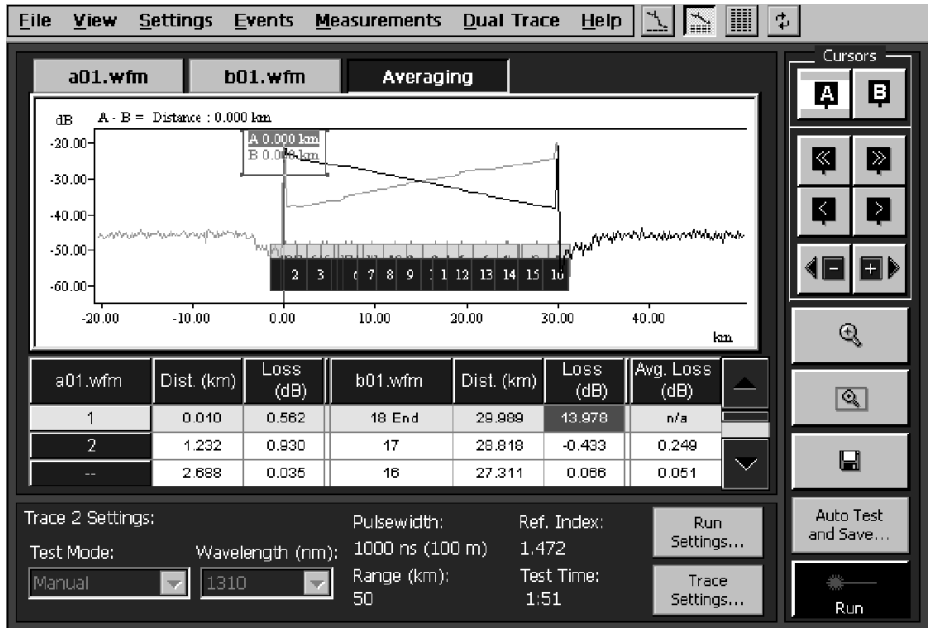 File View Settings Events Measurements Dual Trace Help
a01.wfm b01.wfm Averaging
Cursors
A B
dB A - B = Distance : 0.000 km
A 0.000 km
B 0.000 km
-20.00
-30.00
-40.00
-50.00
-60.00
2 3 7 8 9 1 12 13 14 15 16
-20.00 -10.00 0.00 10.00 20.00 30.00 40.00
km
a01.wfm Dist. (km) Loss (dB) b01.wfm Dist. (km) Loss (dB) Avg. Loss (dB)
1 0.010 0.562 18 End 29.989 13.978 n/a
2 1.232 0.930 17 28.818 -0.433 0.249
-- 2.688 0.035 16 27.311 0.066 0.051
Trace 2 Settings:
Test Mode:
Manual
Wavelength (nm):
1310
Pulsewidth:
1000 ns (100 m)
Range (km):
50
Ref. Index:
1.472
Test Time:
1:51
Run
Settings...
Trace
Settings...
Auto Test
and Save...
Run